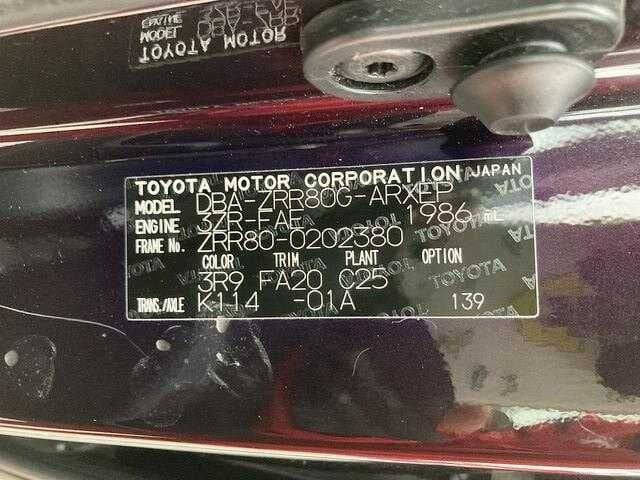 TOYOTA MOTOR CORPORATION JAPAN
MODEL DBA-ZRR80G-ARXEP
ENGINE 3ZR-FAE 1986 mL
FRAME No. ZRR80-0202380
COLOR TRIM PLANT OPTION
3R9 FA20 C25
TRANS./AXLE K114 -01A 139